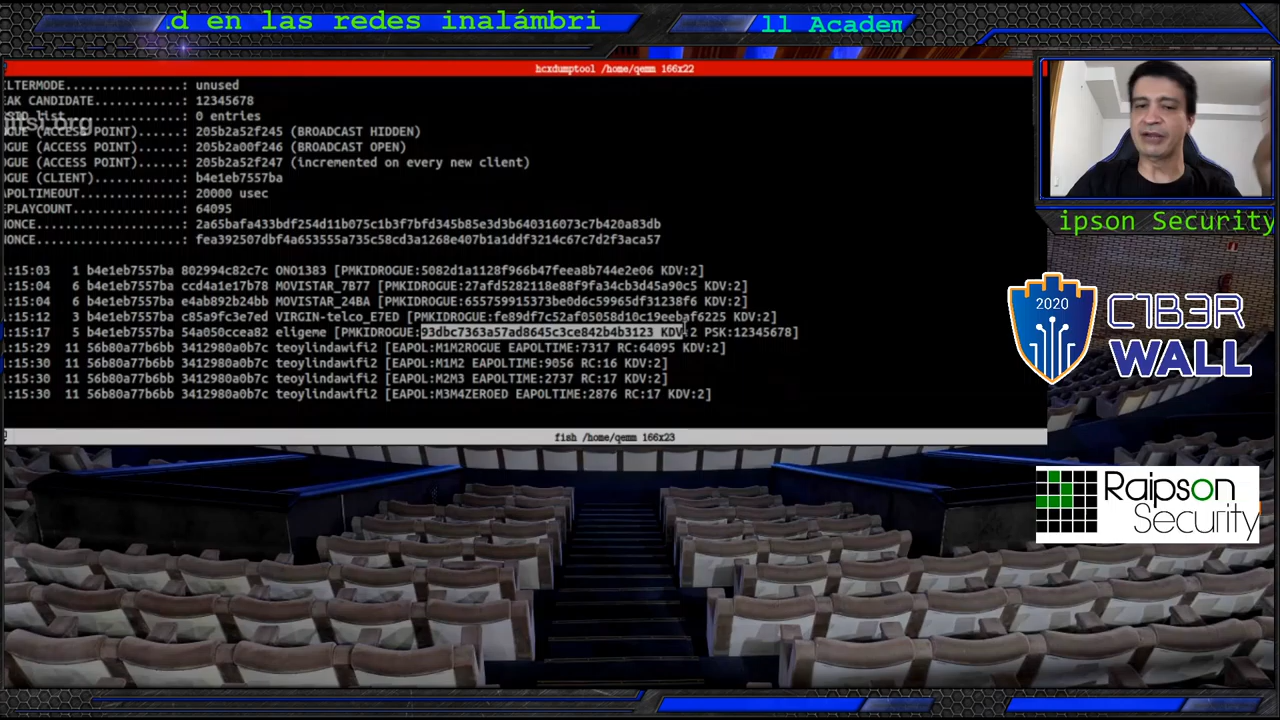 d en las redes inalámbri
ll Academ
hcxdumptool /home/qemm 166x22
ILTERMODE................: unused
EAK CANDIDATE............: 12345678
0 entries
jitsi.org
OGUE (ACCESS POINT)......: 205b2a52f245 (BROADCAST HIDDEN)
OGUE (ACCESS POINT)......: 205b2a00f246 (BROADCAST OPEN)
OGUE (ACCESS POINT)......: 205b2a52f247 (incremented on every new client)
OGUE (CLIENT)............: b4e1eb7557ba
APOLTIMEOUT..............: 20000 usec
EPLAYCOUNT...............: 64095
NONCE....................: 2a65bafa433bdf254d11b075c1b3f7bfd345b85e3d3b640316073c7b420a83db
NONCE....................: fea392507dbf4a653555a735c58cd3a1268e407b1a1ddf3214c67c7d2f3aca57
:15:03 1 b4e1eb7557ba 802994c82c7c ONO1383 [PMKIDROGUE:5082d1a1128f966b47feea8b744e2e06 KDV:2]
:15:04 6 b4e1eb7557ba ccd4a1e17b78 [PMKIDROGUE:27afd5282118e88f9fa34cb3d45a90c5 KDV:2]
:15:04 6 b4e1eb7557ba e4ab892b24bb MOVISTAR_24BA [PMKIDROGUE:655759915373be0d6c59965df31238f6 KDV:2]
:15:12 3 b4e1eb7557ba c85a9fc3e7ed VIRGIN-telco_E7ED [PMKIDROGUE:fe89df7c52af05058d10c19eebaf6225 KDV:2]
:15:17 5 b4e1eb7557ba 54a050ccea82 eligeme [PMKIDROGUE:93dbc7363a57ad8645c3ce842b4b3123 KDV:2 PSK:12345678]
:15:29 11 56b80a77b6bb 3412980a0b7c teoylindawifi2 [EAPOL:M1M2ROGUE EAPOLTIME:7317 RC:64095 KDV:2]
:15:30 11 56b80a77b6bb 3412980a0b7c teoylindawifi2 [EAPOL:M1M2 EAPOLTIME:9056 RC:16 KDV:2]
:15:30 11 56b80a77b6bb 3412980a0b7c teoylindawifi2 [EAPOL:M2M3 EAPOLTIME:2737 RC:17 KDV:2]
:15:30 11 56b80a77b6bb 3412980a0b7c teoylindawifi2 [EAPOL:M3M4ZEROED EAPOLTIME:2876 RC:17 KDV:2]
fish /home/qemm 166x23
ipson Security
2020
C1B3R
WALL
Raipson
Security